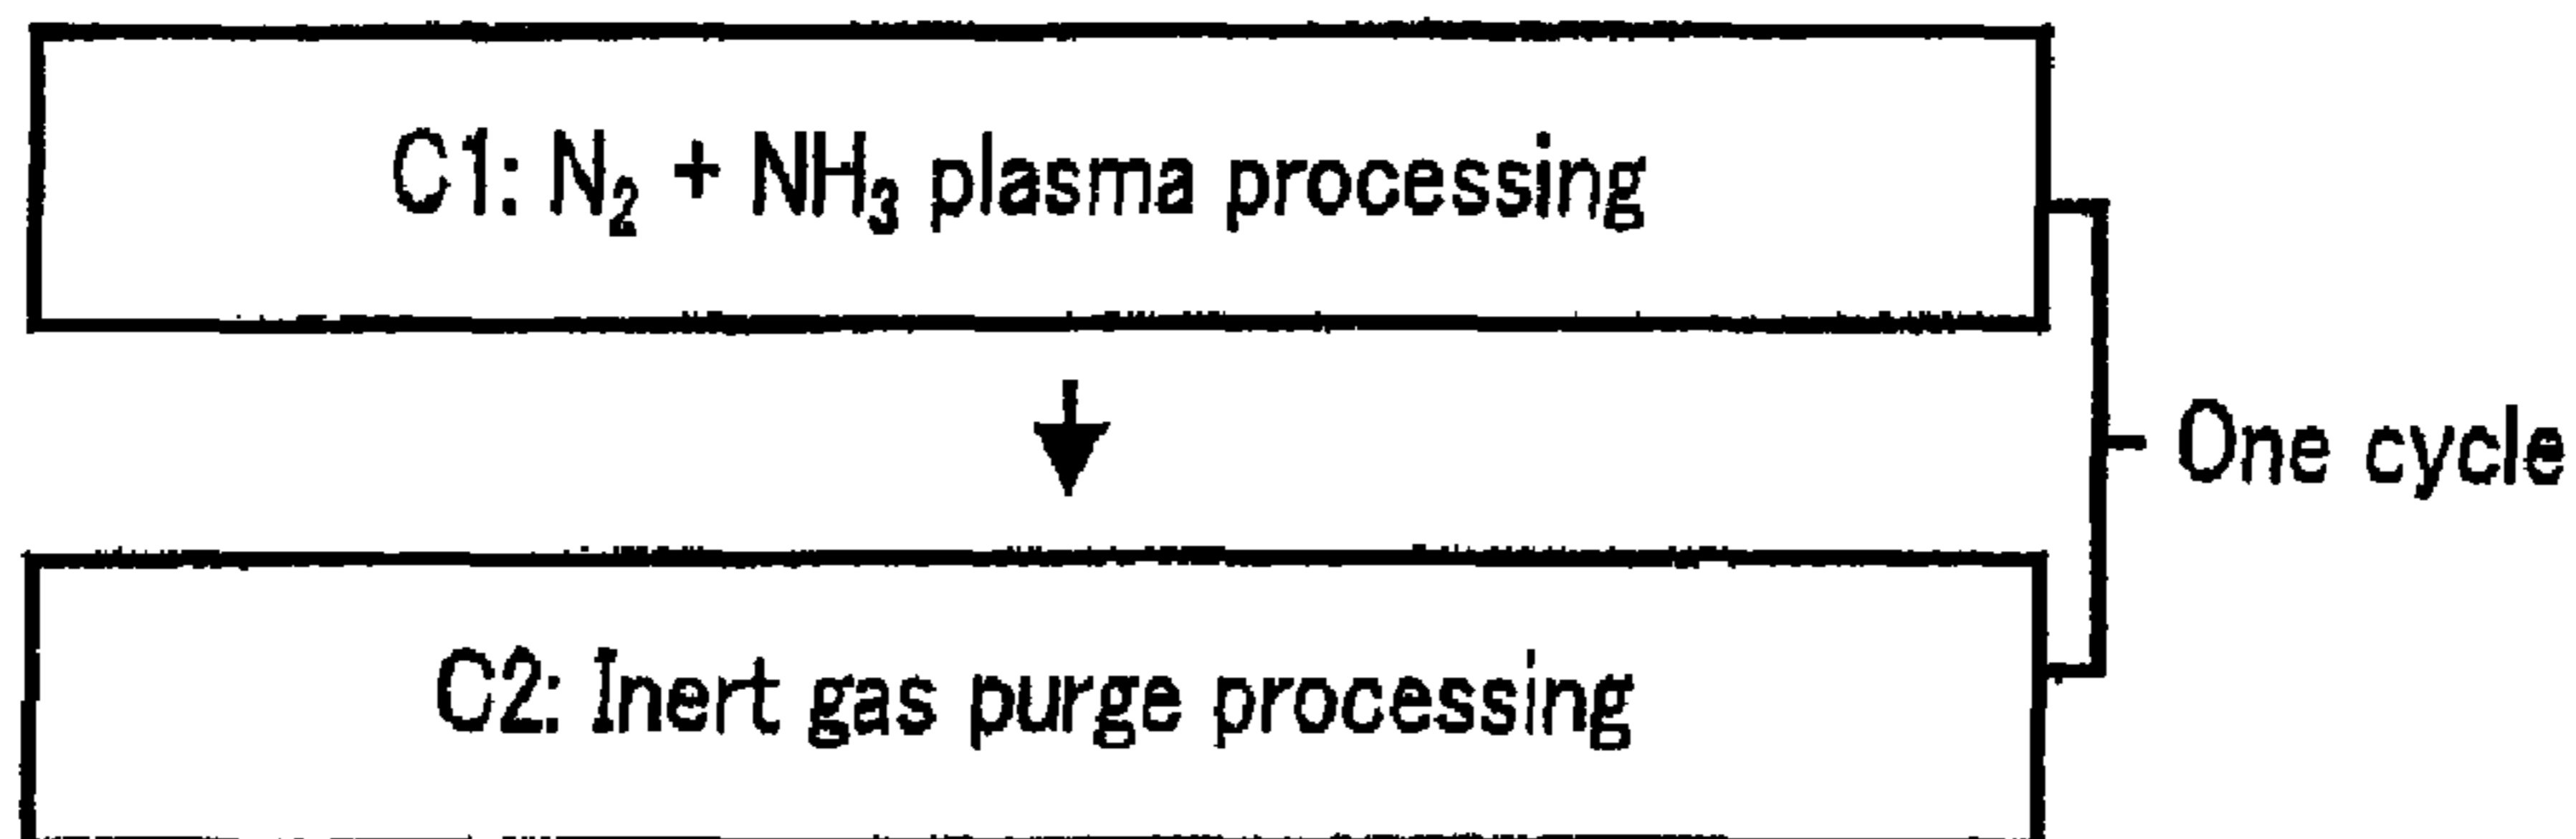 C1: N₂ + NH₃ plasma processing
One cycle
C2: Inert gas purge processing